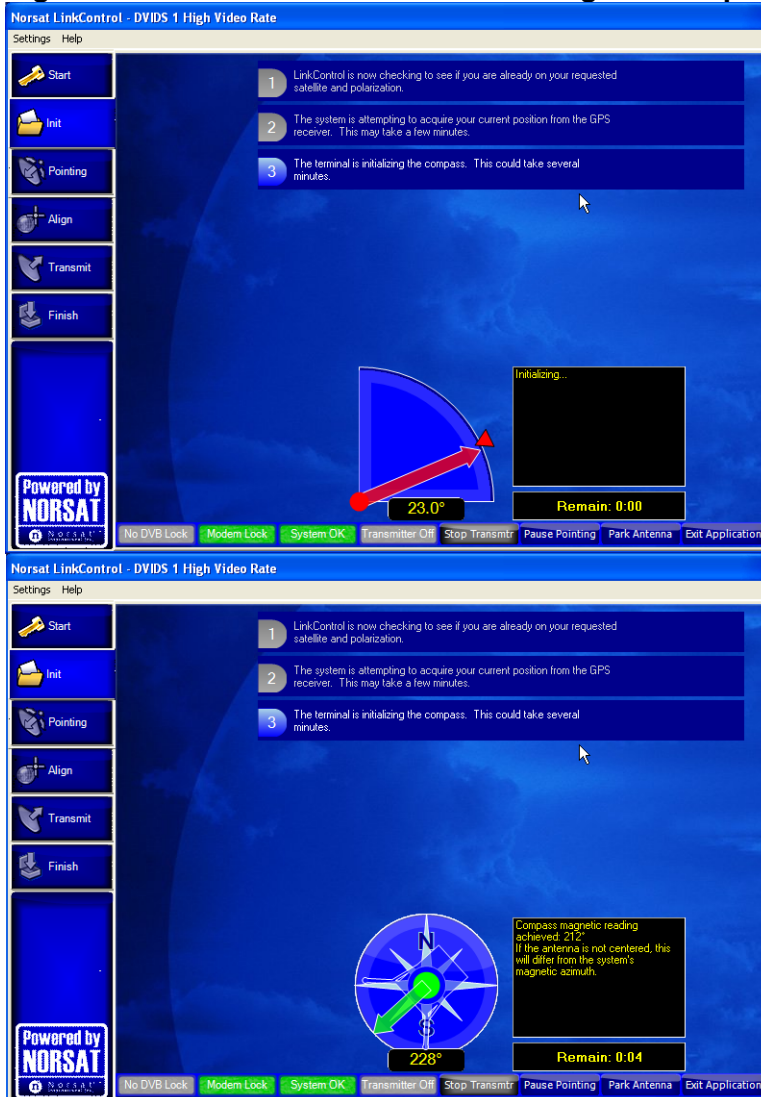 Norsat LinkControl - DVIDS 1 High Video Rate
Settings Help
Start
1
LinkControl is now checking to see if you are already on your requested
satellite and polarization.
Init
2
The system is attempting to acquire your current position from the GPS
receiver. This may take a few minutes.
Pointing
3
The terminal is initializing the compass. This could take several
minutes.
Align
Transmit
Finish
Initializing...
23.0°
Remain: 0:00
Powered by
NORSAT
Norsat
No DVB Lock Modem Lock System OK Transmitter Off Stop Transmtr Pause Pointing Park Antenna Exit Application
Norsat LinkControl - DVIDS 1 High Video Rate
Settings Help
Start
1
LinkControl is now checking to see if you are already on your requested
satellite and polarization.
Init
2
The system is attempting to acquire your current position from the GPS
receiver. This may take a few minutes.
Pointing
3
The terminal is initializing the compass. This could take several
minutes.
Align
Transmit
Finish
N
S
Compass magnetic reading
achieved: 212°
If the antenna is not centered, this
will differ from the system's
magnetic azimuth.
228°
Remain: 0:04
Powered by
NORSAT
Norsat
No DVB Lock Modem Lock System OK Transmitter Off Stop Transmtr Pause Pointing Park Antenna Exit Application